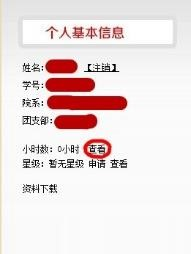 个人基本信息
姓名: 【注销】
学号:
院系:
团支部:
小时数: 0小时 查看
星级: 暂无星级 申请 查看
资料下载